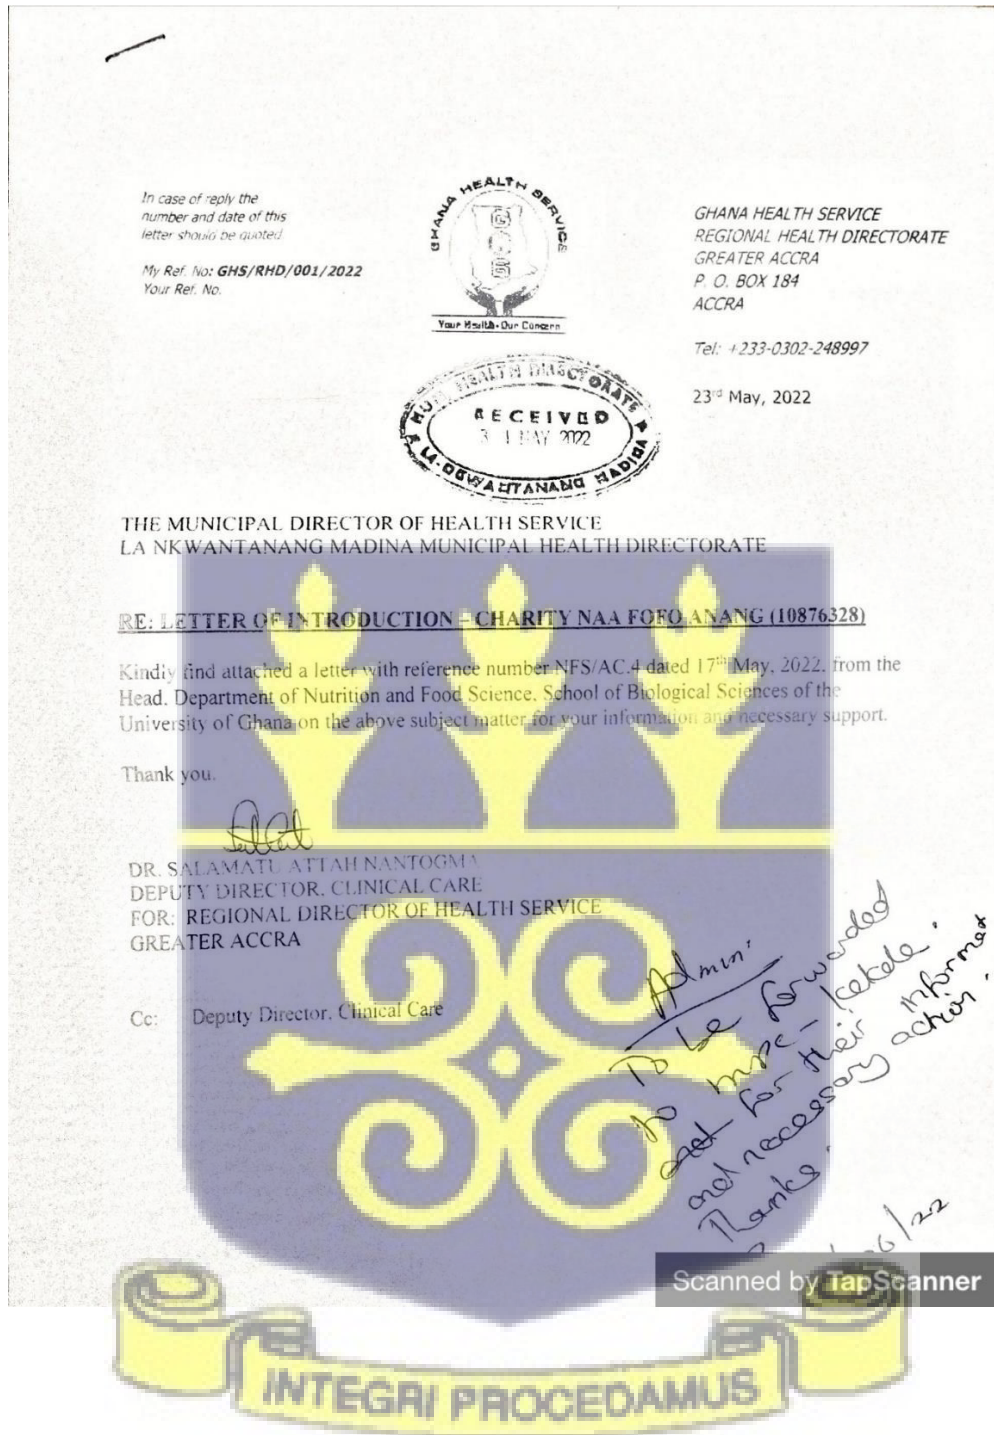 In case of reply the
number and date of this
letter should be quoted
My Ref. No: GHS/RHD/001/2022
Your Ref. No.
GHANA HEALTH SERVICE
Your Health - Our Concern
GHANA HEALTH SERVICE
REGIONAL HEALTH DIRECTORATE
GREATER ACCRA
P. O. BOX 184
ACCRA
Tel: +233-0302-248997
23rd May, 2022
HEALTH DIRECTORATE
RECEIVED
3 1 MAY 2022
THE MUNICIPAL DIRECTOR OF HEALTH SERVICE
LA NKWANTANANG MADINA MUNICIPAL HEALTH DIRECTORATE
RE: LETTER OF INTRODUCTION – CHARITY NAA FOFO ANANG (10876328)
Kindly find attached a letter with reference number NFS/AC.4 dated 17th May, 2022. from the
Head. Department of Nutrition and Food Science. School of Biological Sciences of the
University of Ghana on the above subject matter for your information and necessary support.
Thank you.
DR. SALAMATU ATTAH NANTOGMA
DEPUTY DIRECTOR. CLINICAL CARE
FOR: REGIONAL DIRECTOR OF HEALTH SERVICE
GREATER ACCRA
Cc: Deputy Director. Clinical Care
Admin:
To be forwarded
to
for their
and necessary action.
Thanks.
06/22
Scanned by TapScanner
INTEGRI PROCEDAMUS